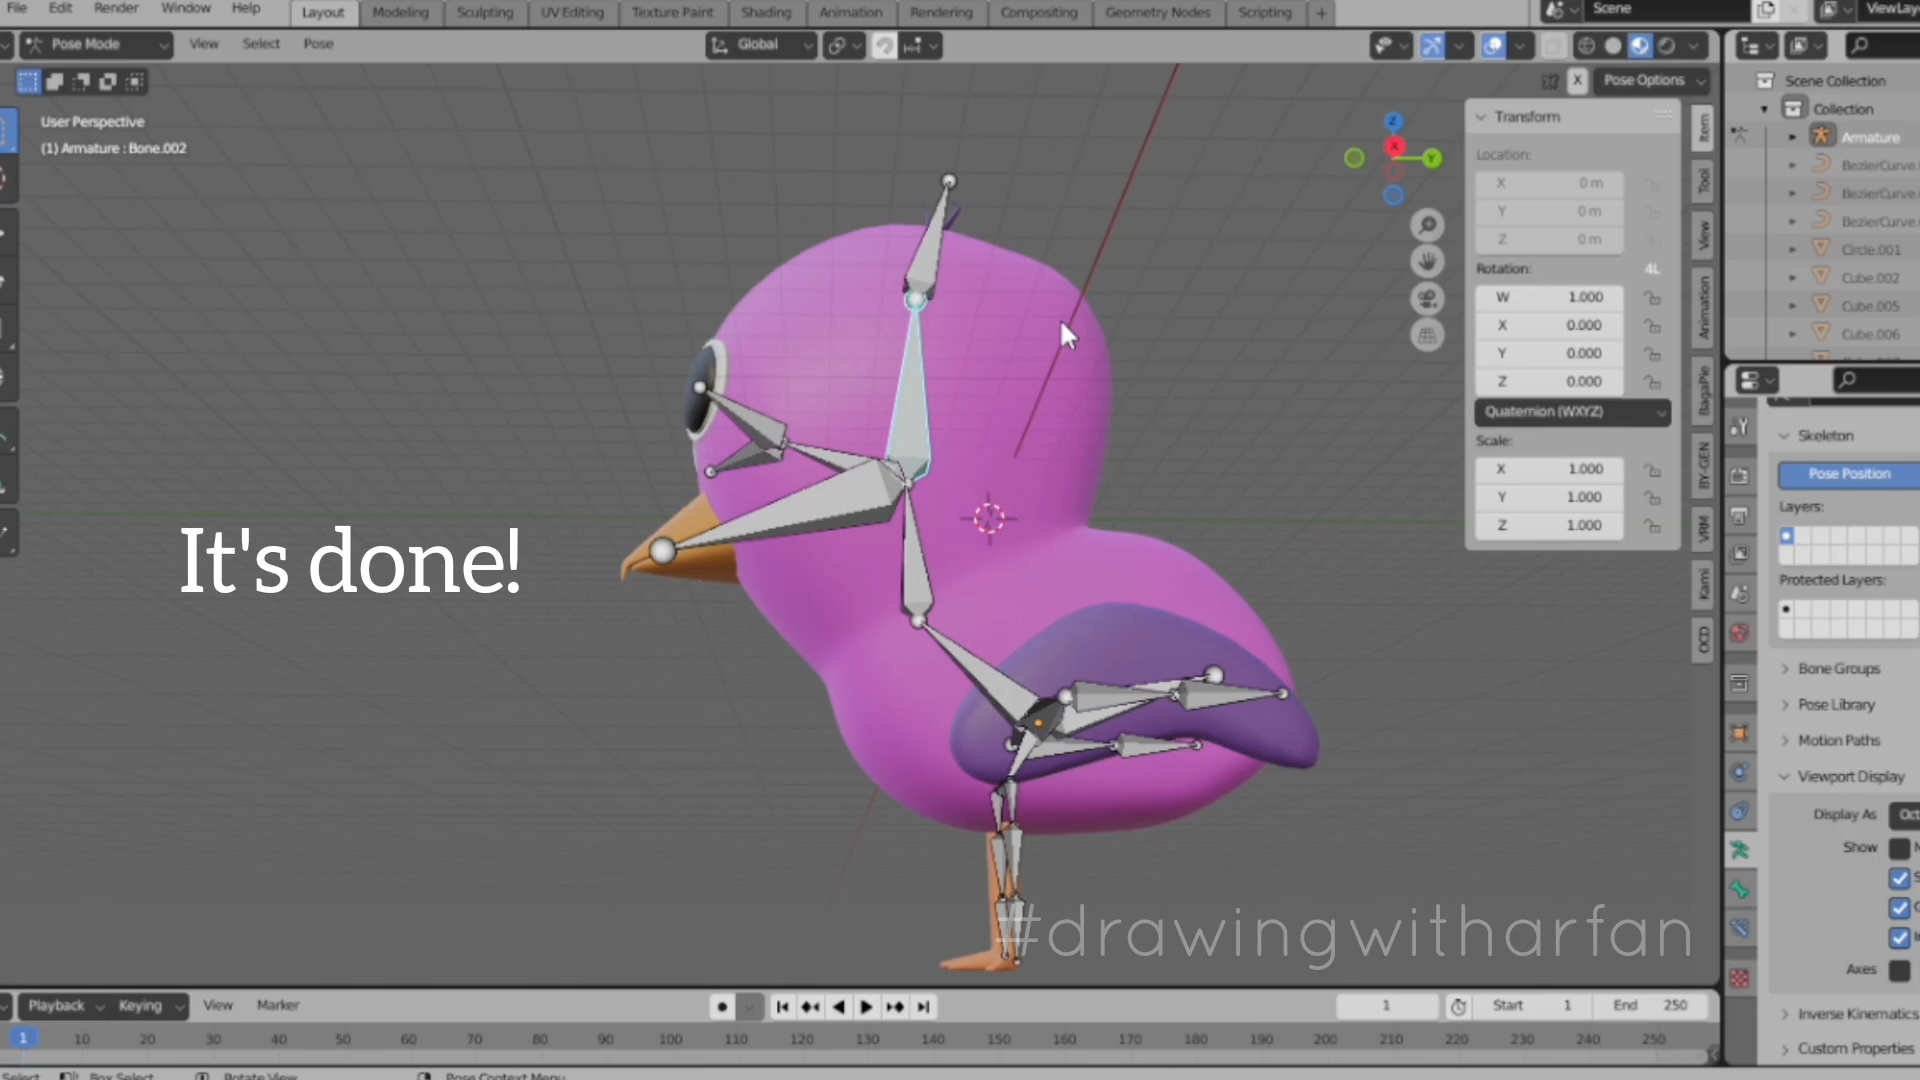 File Edit Render Window Help Layout Modeling Sculpting UV Editing Texture Paint Shading Animation Rendering Compositing Geometry Nodes Scripting + Scene
Pose Mode View Select Pose Global
X Pose Options
Scene Collection
Collection
Armature
BezierCurve.
BezierCurve.
BezierCurve.
Circle.001
Cube.002
Cube.005
Cube.006
User Perspective
(1) Armature : Bone.002
Z
X
Y
Transform
Location:
X 0 m
Y 0 m
Z 0 m
Rotation: 4L
W 1.000
X 0.000
Y 0.000
Z 0.000
Quaternion (WXYZ)
Scale:
X 1.000
Y 1.000
Z 1.000
Item
Tool
View
Animation
BagaPie
BY-GEN
VRM
Kami
OCD
Skeleton
Pose Position
Layers:
Protected Layers:
Bone Groups
Pose Library
Motion Paths
Viewport Display
Display As Oct
Show
Axes
Inverse Kinematics
Custom Properties
It's done!
#drawingwitharfan
Playback Keying View Marker 1 Start 1 End 250
1 10 20 30 40 50 60 70 80 90 100 110 120 130 140 150 160 170 180 190 200 210 220 230 240 250
Select Box Select Rotate View Pose Context Menu